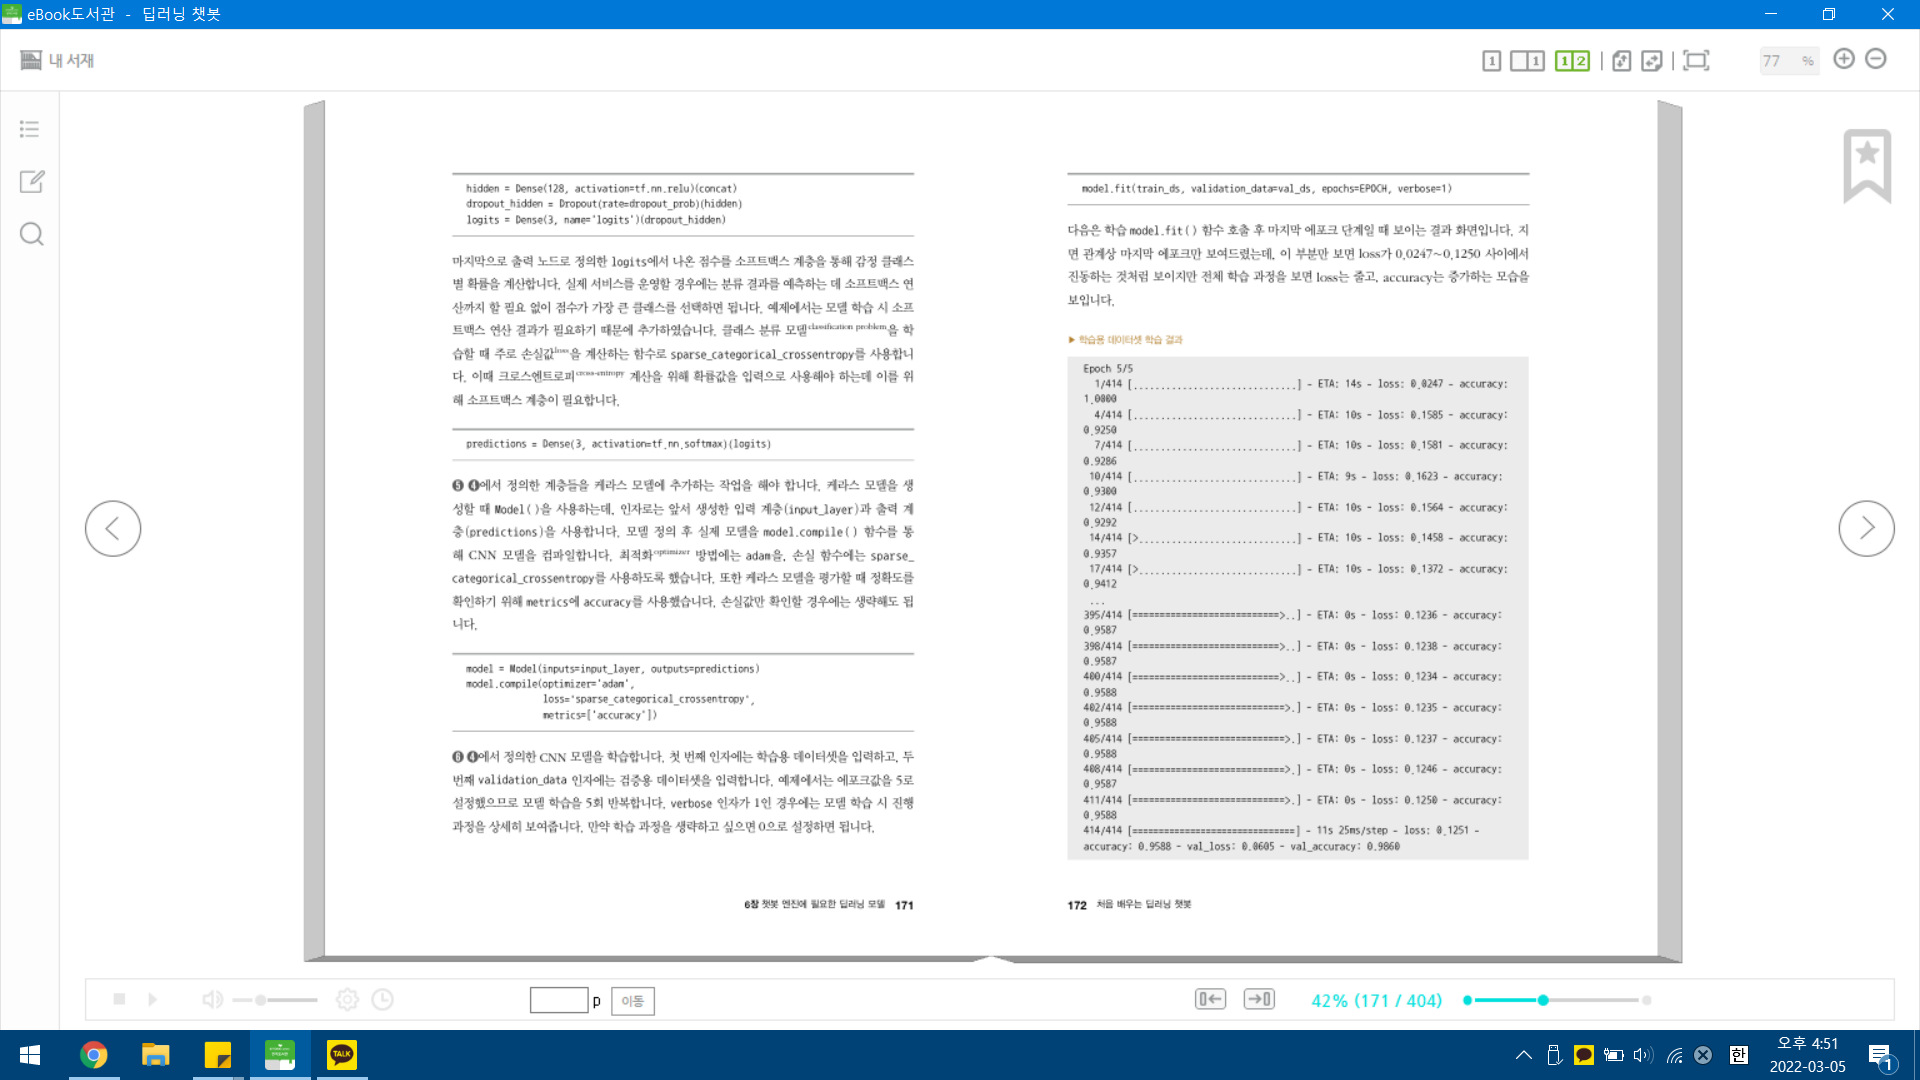 eBook도서관 - 딥러닝 챗봇
내 서재
1 1 1 2
77 %
hidden = Dense(128, activation=tf.nn.relu)(concat)
dropout_hidden = Dropout(rate=dropout_prob)(hidden)
logits = Dense(3, name='logits')(dropout_hidden)
마지막으로 출력 노드로 정의한 logits에서 나온 점수를 소프트맥스 계층을 통해 감정 클래스
별 확률을 계산합니다. 실제 서비스를 운영할 경우에는 분류 결과를 예측하는 데 소프트맥스 연
산까지 할 필요 없이 점수가 가장 큰 클래스를 선택하면 됩니다. 예제에서는 모델 학습 시 소프
트맥스 연산 결과가 필요하기 때문에 추가하였습니다. 클래스 분류 모델classification problem을 학
습할 때 주로 손실값loss을 계산하는 함수로 sparse_categorical_crossentropy를 사용합니
다. 이때 크로스엔트로피cross-entropy 계산을 위해 확률값을 입력으로 사용해야 하는데 이를 위
해 소프트맥스 계층이 필요합니다.
predictions = Dense(3, activation=tf.nn.softmax)(logits)
❺ ❹에서 정의한 계층들을 케라스 모델에 추가하는 작업을 해야 합니다. 케라스 모델을 생
성할 때 Model()을 사용하는데, 인자로는 앞서 생성한 입력 계층(input_layer)과 출력 계
층(predictions)을 사용합니다. 모델 정의 후 실제 모델을 model.compile() 함수를 통
해 CNN 모델을 컴파일합니다. 최적화optimizer 방법에는 adam을, 손실 함수에는 sparse_
categorical_crossentropy를 사용하도록 했습니다. 또한 케라스 모델을 평가할 때 정확도를
확인하기 위해 metrics에 accuracy를 사용했습니다. 손실값만 확인할 경우에는 생략해도 됩
니다.
model = Model(inputs=input_layer, outputs=predictions)
model.compile(optimizer='adam',
loss='sparse_categorical_crossentropy',
metrics=['accuracy'])
❻ ❹에서 정의한 CNN 모델을 학습합니다. 첫 번째 인자에는 학습용 데이터셋을 입력하고, 두
번째 validation_data 인자에는 검증용 데이터셋을 입력합니다. 예제에서는 에포크값을 5로
설정했으므로 모델 학습을 5회 반복합니다. verbose 인자가 1인 경우에는 모델 학습 시 진행
과정을 상세히 보여줍니다. 만약 학습 과정을 생략하고 싶으면 0으로 설정하면 됩니다.
6장 챗봇 엔진에 필요한 딥러닝 모델 171
model.fit(train_ds, validation_data=val_ds, epochs=EPOCH, verbose=1)
다음은 학습 model.fit() 함수 호출 후 마지막 에포크 단계일 때 보이는 결과 화면입니다. 지
면 관계상 마지막 에포크만 보여드렸는데, 이 부분만 보면 loss가 0.0247~0.1250 사이에서
진동하는 것처럼 보이지만 전체 학습 과정을 보면 loss는 줄고, accuracy는 증가하는 모습을
보입니다.
▶ 학습용 데이터셋 학습 결과
Epoch 5/5
1/414 [..............................] - ETA: 14s - loss: 0.0247 - accuracy:
1.0000
4/414 [..............................] - ETA: 10s - loss: 0.1585 - accuracy:
0.9250
7/414 [..............................] - ETA: 10s - loss: 0.1581 - accuracy:
0.9286
10/414 [..............................] - ETA: 9s - loss: 0.1623 - accuracy:
0.9300
12/414 [..............................] - ETA: 10s - loss: 0.1564 - accuracy:
0.9292
14/414 [>.............................] - ETA: 10s - loss: 0.1458 - accuracy:
0.9357
17/414 [>.............................] - ETA: 10s - loss: 0.1372 - accuracy:
0.9412
...
395/414 [===========================>..] - ETA: 0s - loss: 0.1236 - accuracy:
0.9587
398/414 [===========================>..] - ETA: 0s - loss: 0.1238 - accuracy:
0.9587
400/414 [===========================>..] - ETA: 0s - loss: 0.1234 - accuracy:
0.9588
402/414 [============================>.] - ETA: 0s - loss: 0.1235 - accuracy:
0.9588
405/414 [============================>.] - ETA: 0s - loss: 0.1237 - accuracy:
0.9588
408/414 [============================>.] - ETA: 0s - loss: 0.1246 - accuracy:
0.9587
411/414 [============================>.] - ETA: 0s - loss: 0.1250 - accuracy:
0.9588
414/414 [==============================] - 11s 25ms/step - loss: 0.1251 -
accuracy: 0.9588 - val_loss: 0.0605 - val_accuracy: 0.9860
172 처음 배우는 딥러닝 챗봇
p 이동
42% (171 / 404)
TALK
한
오후 4:51
2022-03-05
1